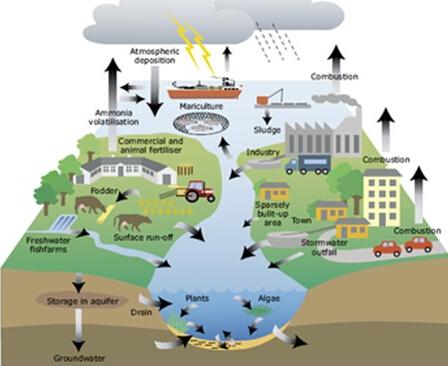 Atmospheric
deposition
Combustion
Mariculture
Ammonia
volatilisation
Sludge
Commercial and
animal fertiliser
Industry
Combustion
Fodder
Sparsely
bulit-up
area
Town
Combustion
Freshwater
fishfarms
Surface run-off
Stormwater
outfall
Storage in aquifer
Plants
Algae
Drain
Groundwater